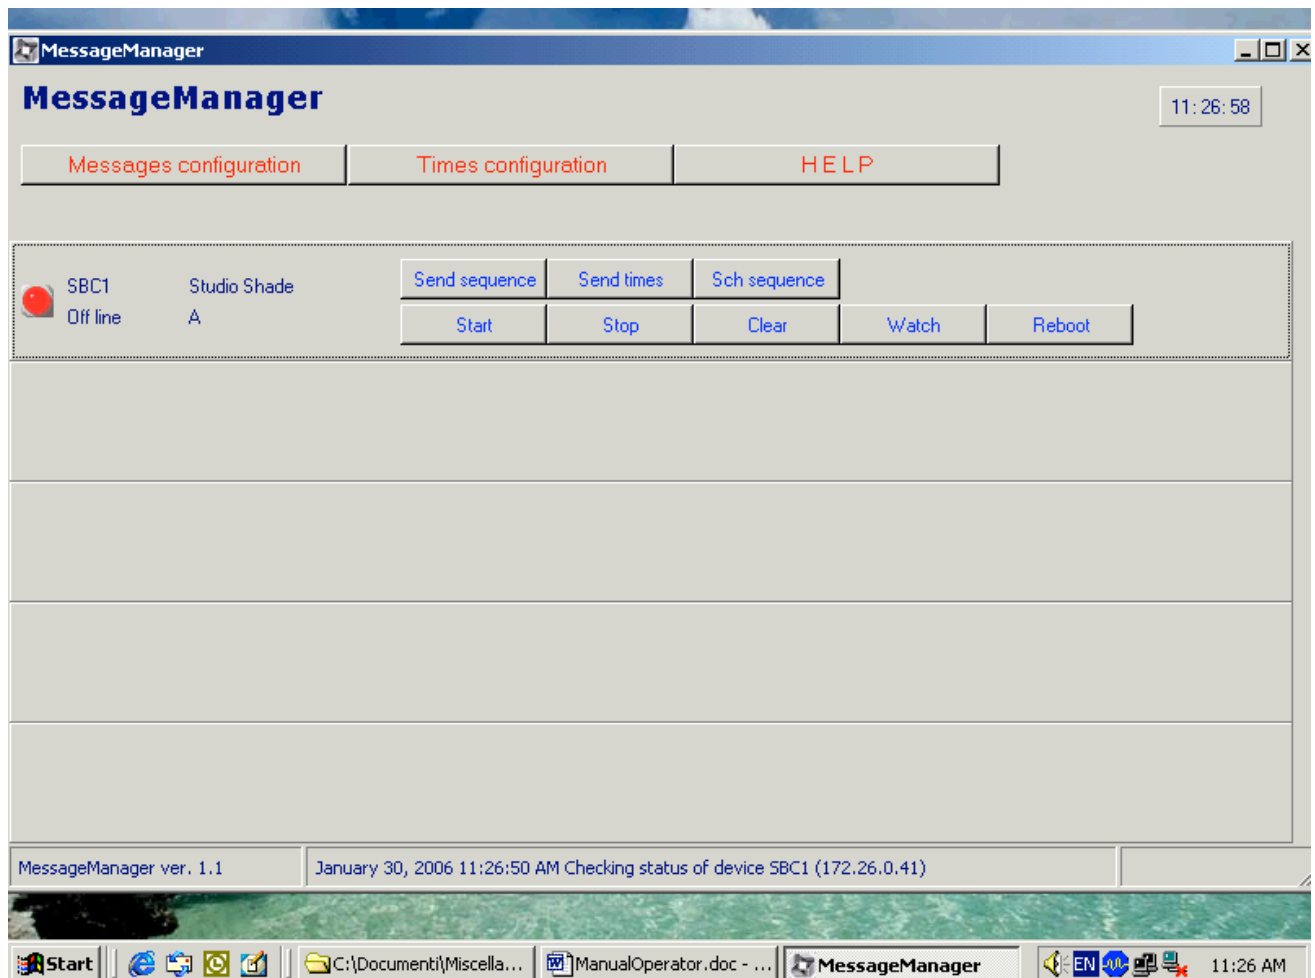 MessageManager
MessageManager
11:26:58
Messages configuration Times configuration HELP
SBC1 Studio Shade Send sequence Send times Sch sequence
Off line A Start Stop Clear Watch Reboot
MessageManager ver. 1.1 January 30, 2006 11:26:50 AM Checking status of device SBC1 (172.26.0.41)
Start C:\Documenti\Miscella... ManualOperator.doc - ... MessageManager EN 11:26 AM